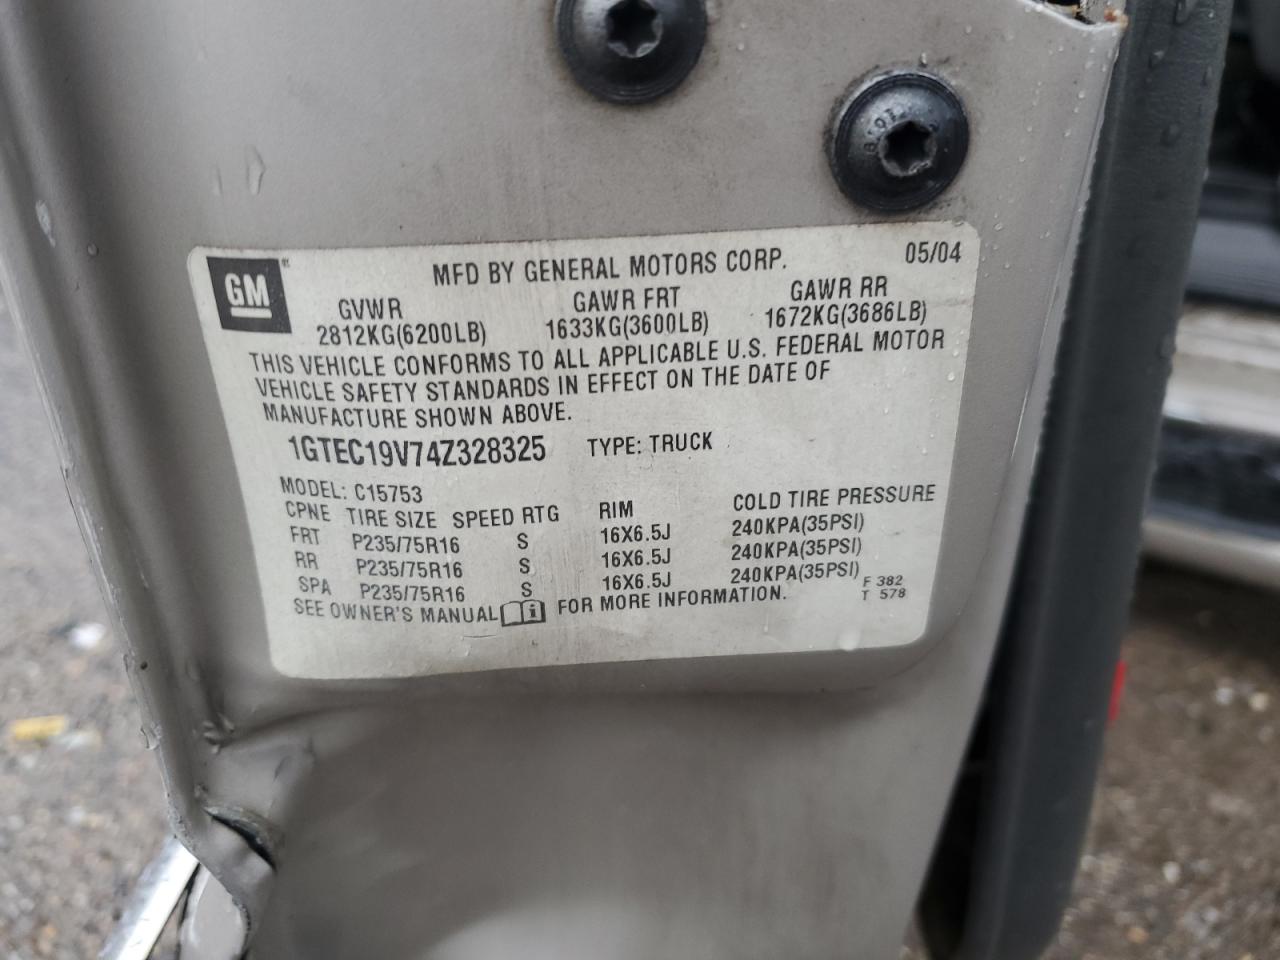 GM
MFD BY GENERAL MOTORS CORP. 05/04
GVWR GAWR FRT GAWR RR
2812KG(6200LB) 1633KG(3600LB) 1672KG(3686LB)
THIS VEHICLE CONFORMS TO ALL APPLICABLE U.S. FEDERAL MOTOR
VEHICLE SAFETY STANDARDS IN EFFECT ON THE DATE OF
MANUFACTURE SHOWN ABOVE.
1GTEC19V74Z328325 TYPE: TRUCK
MODEL: C15753
CPNE TIRE SIZE SPEED RTG RIM COLD TIRE PRESSURE
FRT P235/75R16 S 16X6.5J 240KPA(35PSI)
RR P235/75R16 S 16X6.5J 240KPA(35PSI)
SPA P235/75R16 S 16X6.5J 240KPA(35PSI)
SEE OWNER'S MANUAL FOR MORE INFORMATION.
F 382
T 578